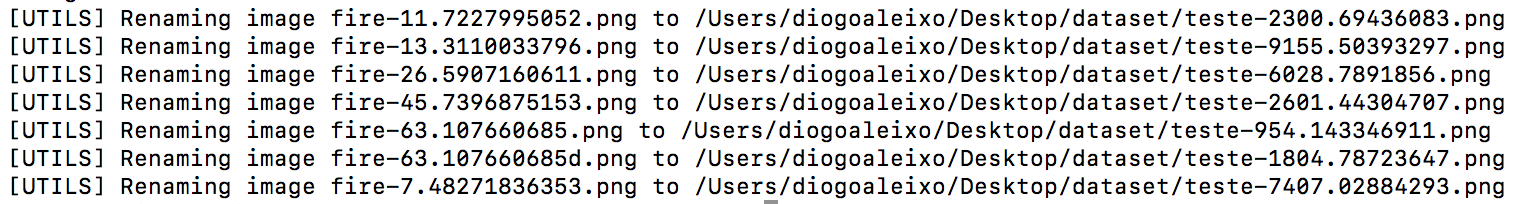 [UTILS] Renaming image fire-11.7227995052.png to /Users/diogoaleixo/Desktop/dataset/teste-2300.69436083.png
[UTILS] Renaming image fire-13.3110033796.png to /Users/diogoaleixo/Desktop/dataset/teste-9155.50393297.png
[UTILS] Renaming image fire-26.5907160611.png to /Users/diogoaleixo/Desktop/dataset/teste-6028.7891856.png
[UTILS] Renaming image fire-45.7396875153.png to /Users/diogoaleixo/Desktop/dataset/teste-2601.44304707.png
[UTILS] Renaming image fire-63.107660685.png to /Users/diogoaleixo/Desktop/dataset/teste-954.143346911.png
[UTILS] Renaming image fire-63.107660685d.png to /Users/diogoaleixo/Desktop/dataset/teste-1804.78723647.png
[UTILS] Renaming image fire-7.48271836353.png to /Users/diogoaleixo/Desktop/dataset/teste-7407.02884293.png